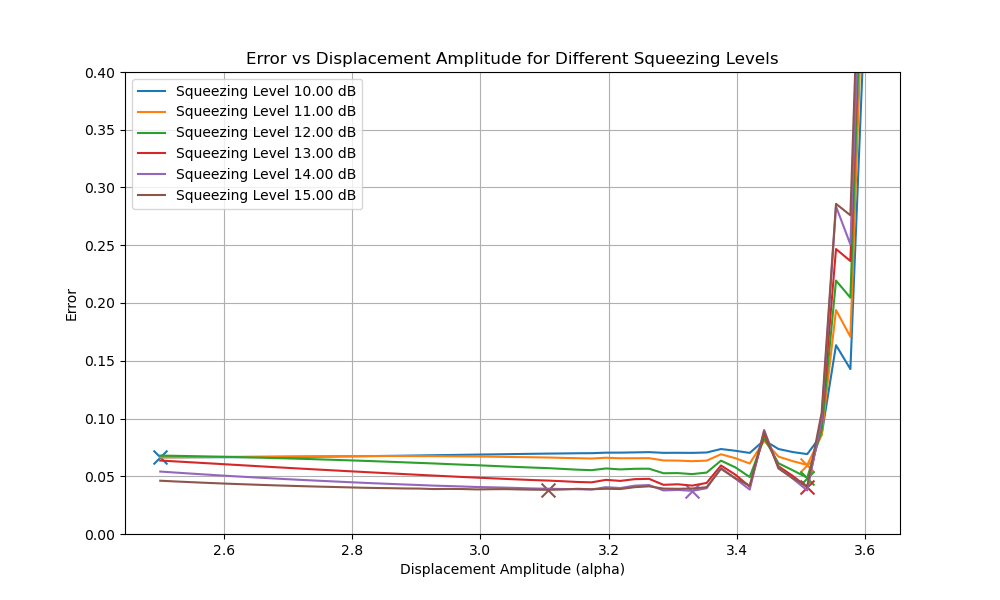 Error vs Displacement Amplitude for Different Squeezing Levels
0.40
0.35
0.30
0.25
0.20
0.15
0.10
0.05
0.00
Error
Squeezing Level 10.00 dB
Squeezing Level 11.00 dB
Squeezing Level 12.00 dB
Squeezing Level 13.00 dB
Squeezing Level 14.00 dB
Squeezing Level 15.00 dB
2.6 2.8 3.0 3.2 3.4 3.6
Displacement Amplitude (alpha)